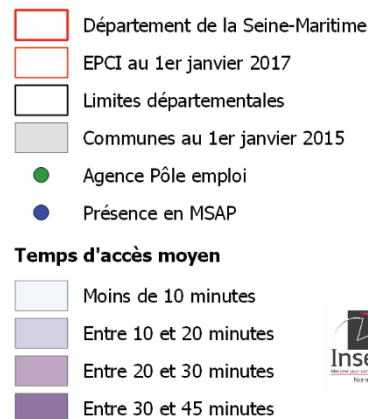 Département de la Seine-Maritime
EPCI au 1er janvier 2017
Limites départementales
Communes au 1er janvier 2015
Agence Pôle emploi
Présence en MSAP
Temps d'accès moyen
Moins de 10 minutes
Entre 10 et 20 minutes
Entre 20 et 30 minutes
Entre 30 et 45 minutes